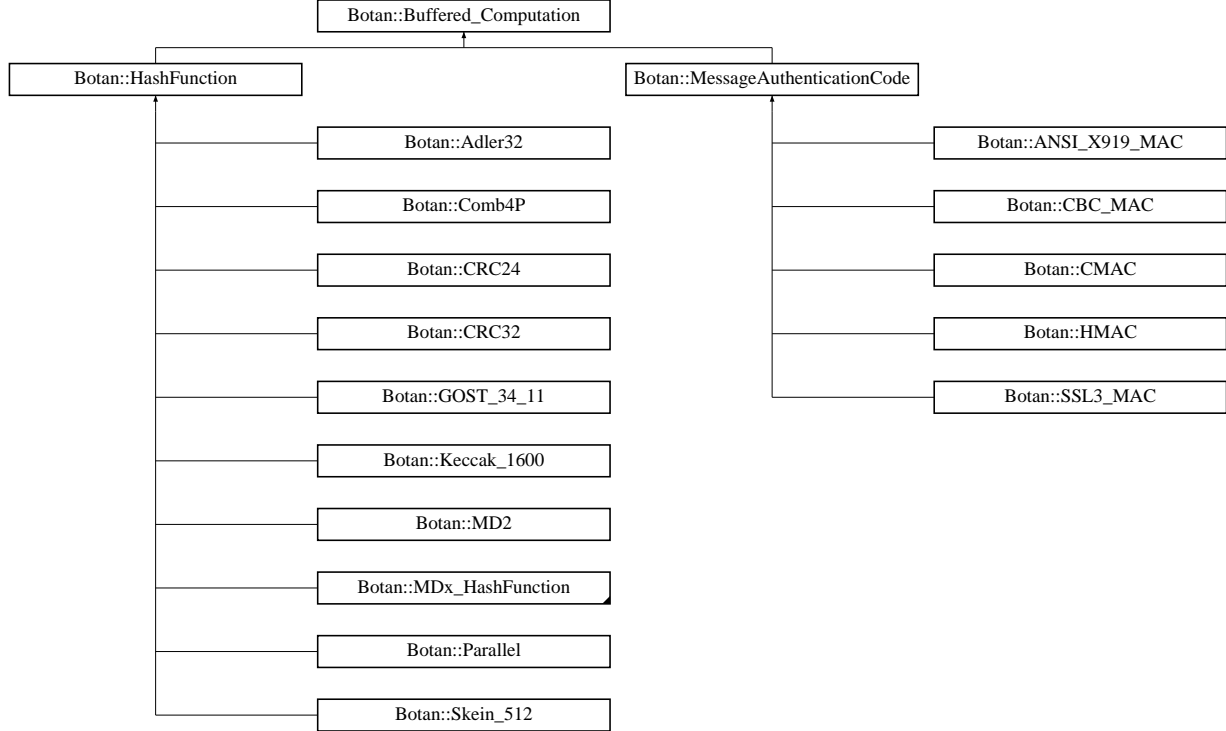 Botan::Buffered_Computation
Botan::HashFunction
Botan::MessageAuthenticationCode
Botan::Adler32
Botan::ANSI_X919_MAC
Botan::Comb4P
Botan::CBC_MAC
Botan::CRC24
Botan::CMAC
Botan::CRC32
Botan::HMAC
Botan::GOST_34_11
Botan::SSL3_MAC
Botan::Keccak_1600
Botan::MD2
Botan::MDx_HashFunction
Botan::Parallel
Botan::Skein_512